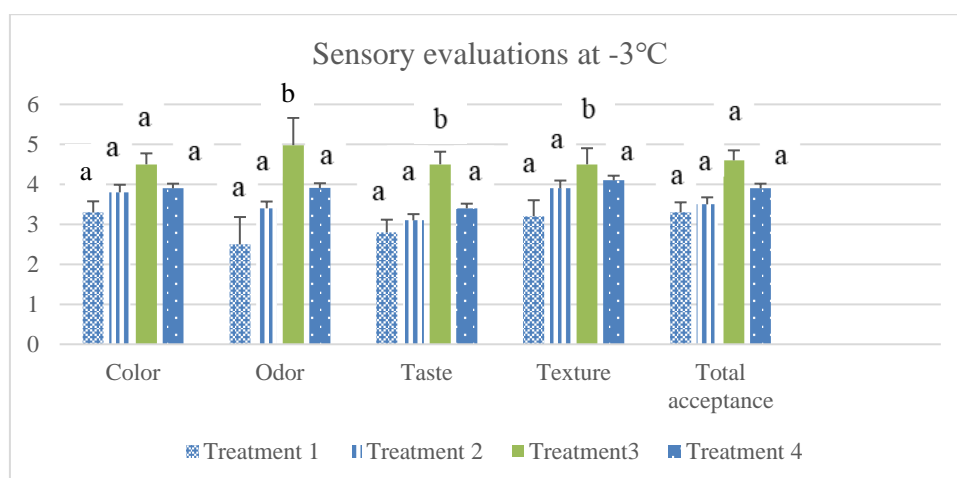 Sensory evaluations at -3°C
6
5
4
3
2
1
0
a a a a
a a b a
a a b a
a a b a
a a a a
Color Odor Taste Texture Total acceptance
Treatment 1 Treatment 2 Treatment3 Treatment 4